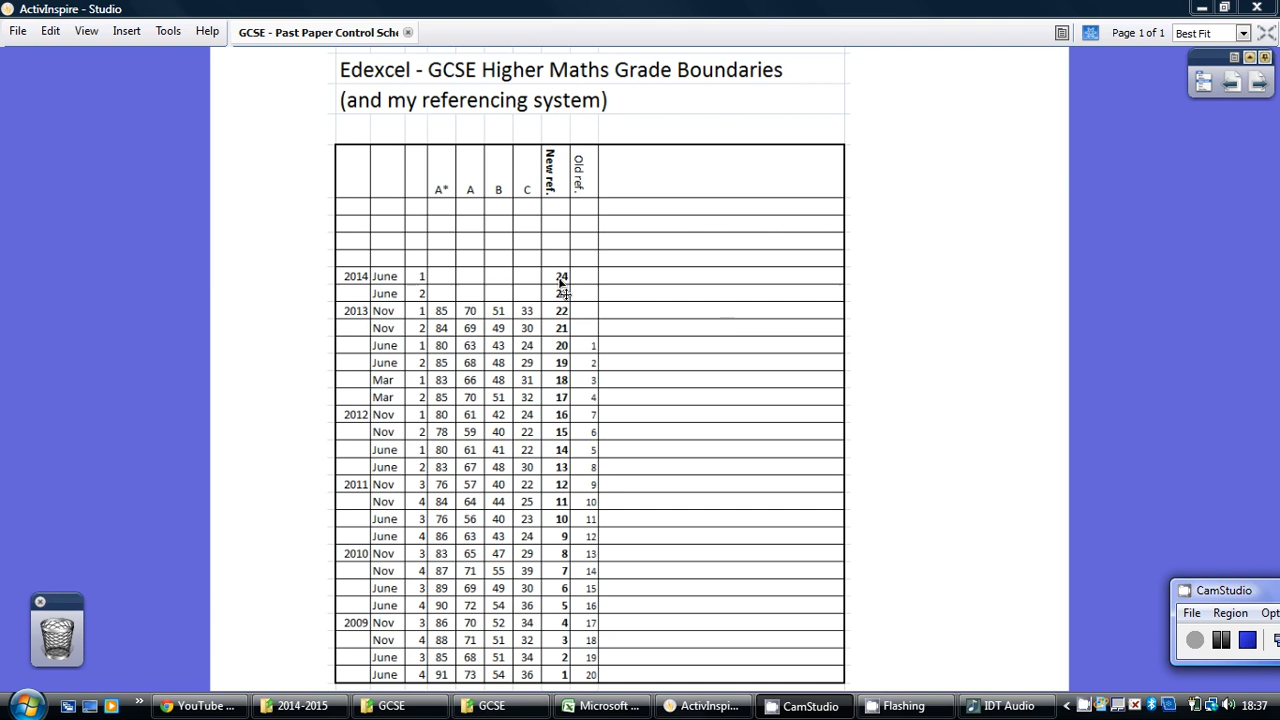 ActivInspire - Studio
File Edit View Insert Tools Help GCSE - Past Paper Control Sche Page 1 of 1 Best Fit
Edexcel - GCSE Higher Maths Grade Boundaries
(and my referencing system)
A* A B C New ref. Old ref.
2014 June 1 24
June 2
2013 Nov 1 85 70 51 33 22
Nov 2 84 69 49 30 21
June 1 80 63 43 24 20 1
June 2 85 68 48 29 19 2
Mar 1 83 66 48 31 18 3
Mar 2 85 70 51 32 17 4
2012 Nov 1 80 61 42 24 16 7
Nov 2 78 59 40 22 15 6
June 1 80 61 41 22 14 5
June 2 83 67 48 30 13 8
2011 Nov 3 76 57 40 22 12 9
Nov 4 84 64 44 25 11 10
June 3 76 56 40 23 10 11
June 4 86 63 43 24 9 12
2010 Nov 3 83 65 47 29 8 13
Nov 4 87 71 55 39 7 14
June 3 89 69 49 30 6 15
June 4 90 72 54 36 5 16
2009 Nov 3 86 70 52 34 4 17
Nov 4 88 71 51 32 3 18
June 3 85 68 51 34 2 19
June 4 91 73 54 36 1 20
CamStudio
File Region Opt
YouTube ... 2014-2015 GCSE GCSE Microsoft ... ActivInspi... CamStudio Flashing IDT Audio 18:37